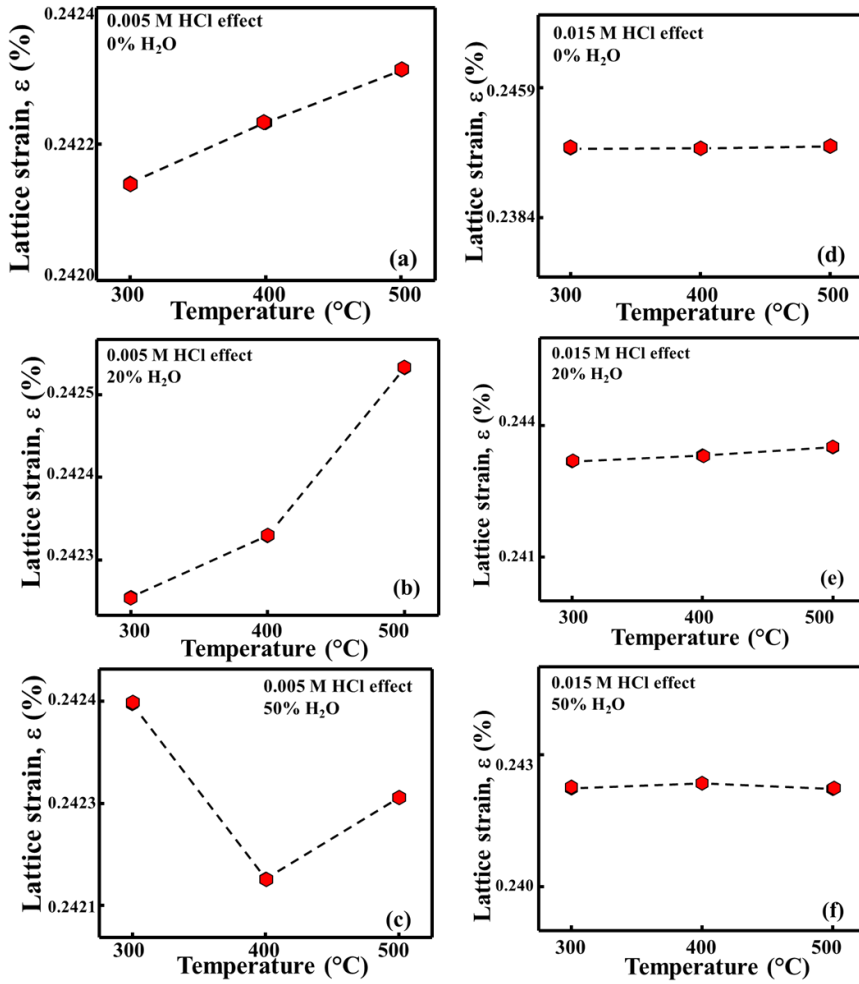 0.005 M HCl effect
0% H₂O
Lattice strain, ε (%)
0.2424
0.2422
0.2420
(a)
300
400
500
Temperature (°C)
0.015 M HCl effect
0% H₂O
Lattice strain, ε (%)
0.2459
0.2384
(d)
300
400
500
Temperature (°C)
0.005 M HCl effect
20% H₂O
Lattice strain, ε (%)
0.2425
0.2424
0.2423
(b)
300
400
500
Temperature (°C)
0.015 M HCl effect
20% H₂O
Lattice strain, ε (%)
0.244
0.241
(e)
300
400
500
Temperature (°C)
0.005 M HCl effect
50% H₂O
Lattice strain, ε (%)
0.2424
0.2423
0.2421
(c)
300
400
500
Temperature (°C)
0.015 M HCl effect
50% H₂O
Lattice strain, ε (%)
0.243
0.240
(f)
300
400
500
Temperature (°C)